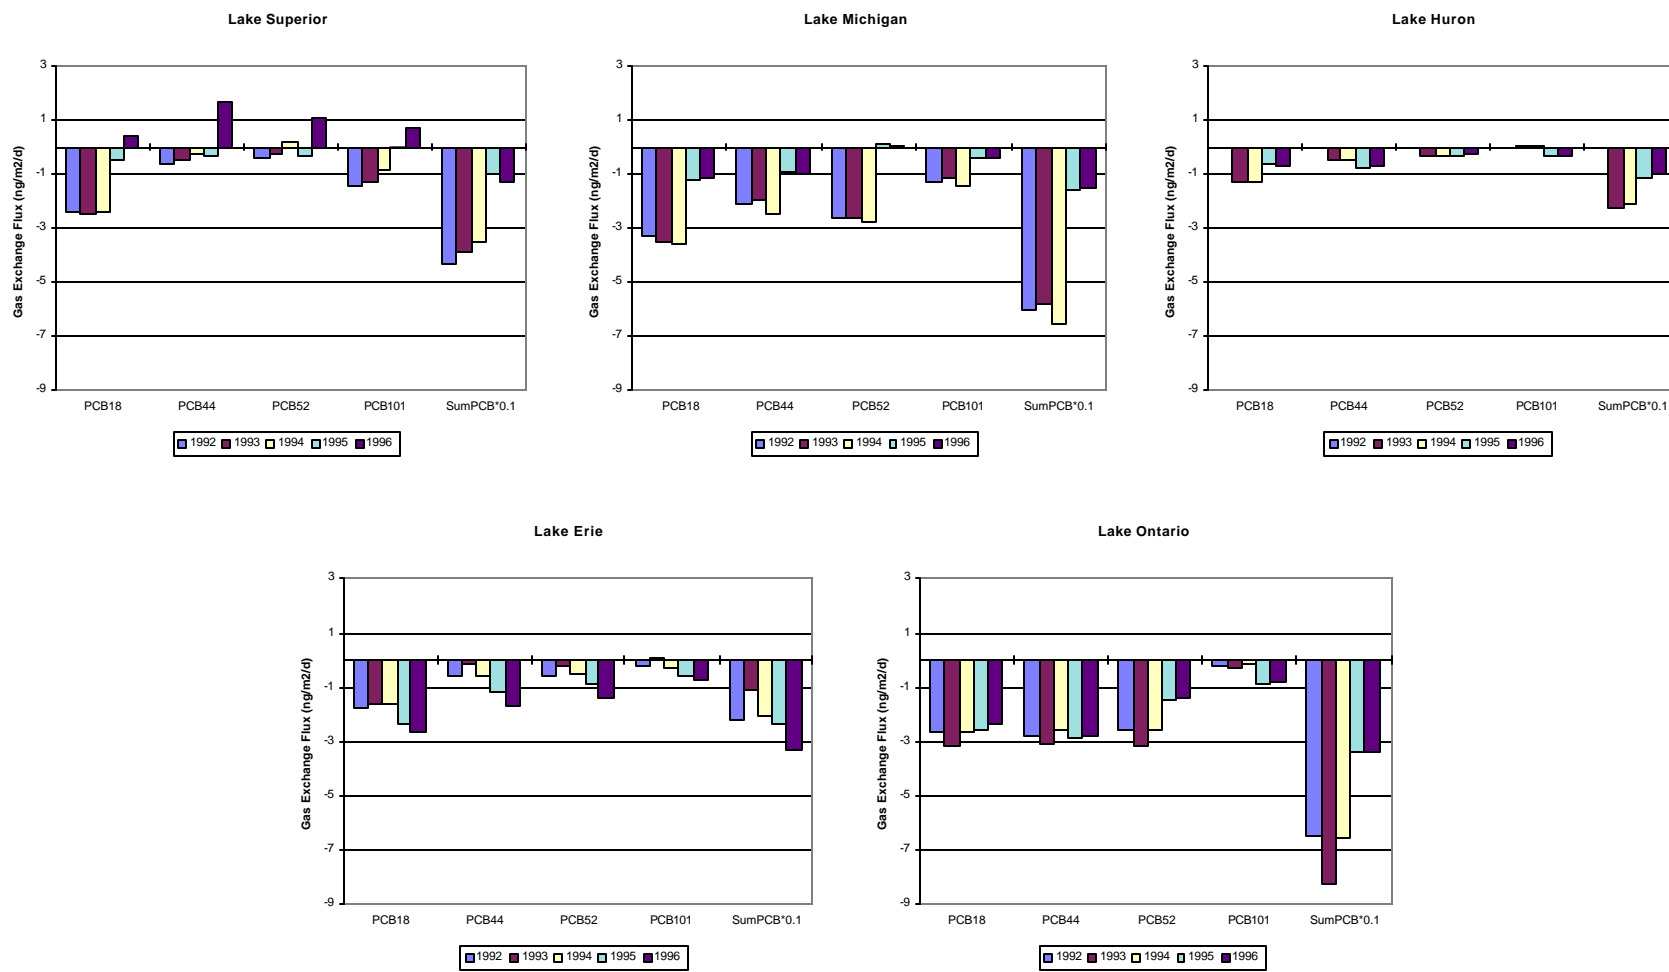 Lake Superior
3
1
-1
-3
-5
-7
-9
Gas Exchange Flux (ng/m2/d)
PCB18 PCB44 PCB52 PCB101 SumPCB*0.1
1992 1993 1994 1995 1996
Lake Michigan
3
1
-1
-3
-5
-7
-9
Gas Exchange Flux (ng/m2/d)
PCB18 PCB44 PCB52 PCB101 SumPCB*0.1
1992 1993 1994 1995 1996
Lake Huron
3
1
-1
-3
-5
-7
-9
Gas Exchange Flux (ng/m2/d)
PCB18 PCB44 PCB52 PCB101 SumPCB*0.1
1992 1993 1994 1995 1996
Lake Erie
3
1
-1
-3
-5
-7
-9
Gas Exchange Flux (ng/m2/d)
PCB18 PCB44 PCB52 PCB101 SumPCB*0.1
1992 1993 1994 1995 1996
Lake Ontario
3
1
-1
-3
-5
-7
-9
Gas Exchange Flux (ng/m2/d)
PCB18 PCB44 PCB52 PCB101 SumPCB*0.1
1992 1993 1994 1995 1996